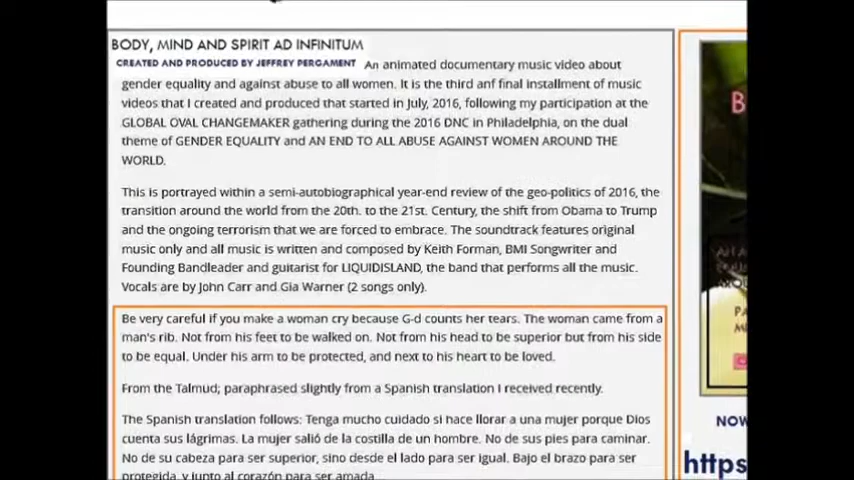 BODY, MIND AND SPIRIT AD INFINITUM
CREATED AND PRODUCED BY JEFFREY PERGAMENT An animated documentary music video about
gender equality and against abuse to all women. It is the third anf final installment of music
videos that I created and produced that started in July, 2016, following my participation at the
GLOBAL OVAL CHANGEMAKER gathering during the 2016 DNC in Philadelphia, on the dual
theme of GENDER EQUALITY and AN END TO ALL ABUSE AGAINST WOMEN AROUND THE
WORLD.
This is portrayed within a semi-autobiographical year-end review of the geo-politics of 2016, the
transition around the world from the 20th. to the 21st. Century, the shift from Obama to Trump
and the ongoing terrorism that we are forced to embrace. The soundtrack features original
music only and all music is written and composed by Keith Forman, BMI Songwriter and
Founding Bandleader and guitarist for LIQUIDISLAND, the band that performs all the music.
Vocals are by John Carr and Gia Warner (2 songs only).
Be very careful if you make a woman cry because G-d counts her tears. The woman came from a
man's rib. Not from his feet to be walked on. Not from his head to be superior but from his side
to be equal. Under his arm to be protected, and next to his heart to be loved.
From the Talmud; paraphrased slightly from a Spanish translation I received recently.
The Spanish translation follows: Tenga mucho cuidado si hace llorar a una mujer porque Dios
cuenta sus lágrimas. La mujer salió de la costilla de un hombre. No de sus pies para caminar.
No de su cabeza para ser superior, sino desde el lado para ser igual. Bajo el brazo para ser
protegida, y junto al corazón para ser amada
B
NOW
https